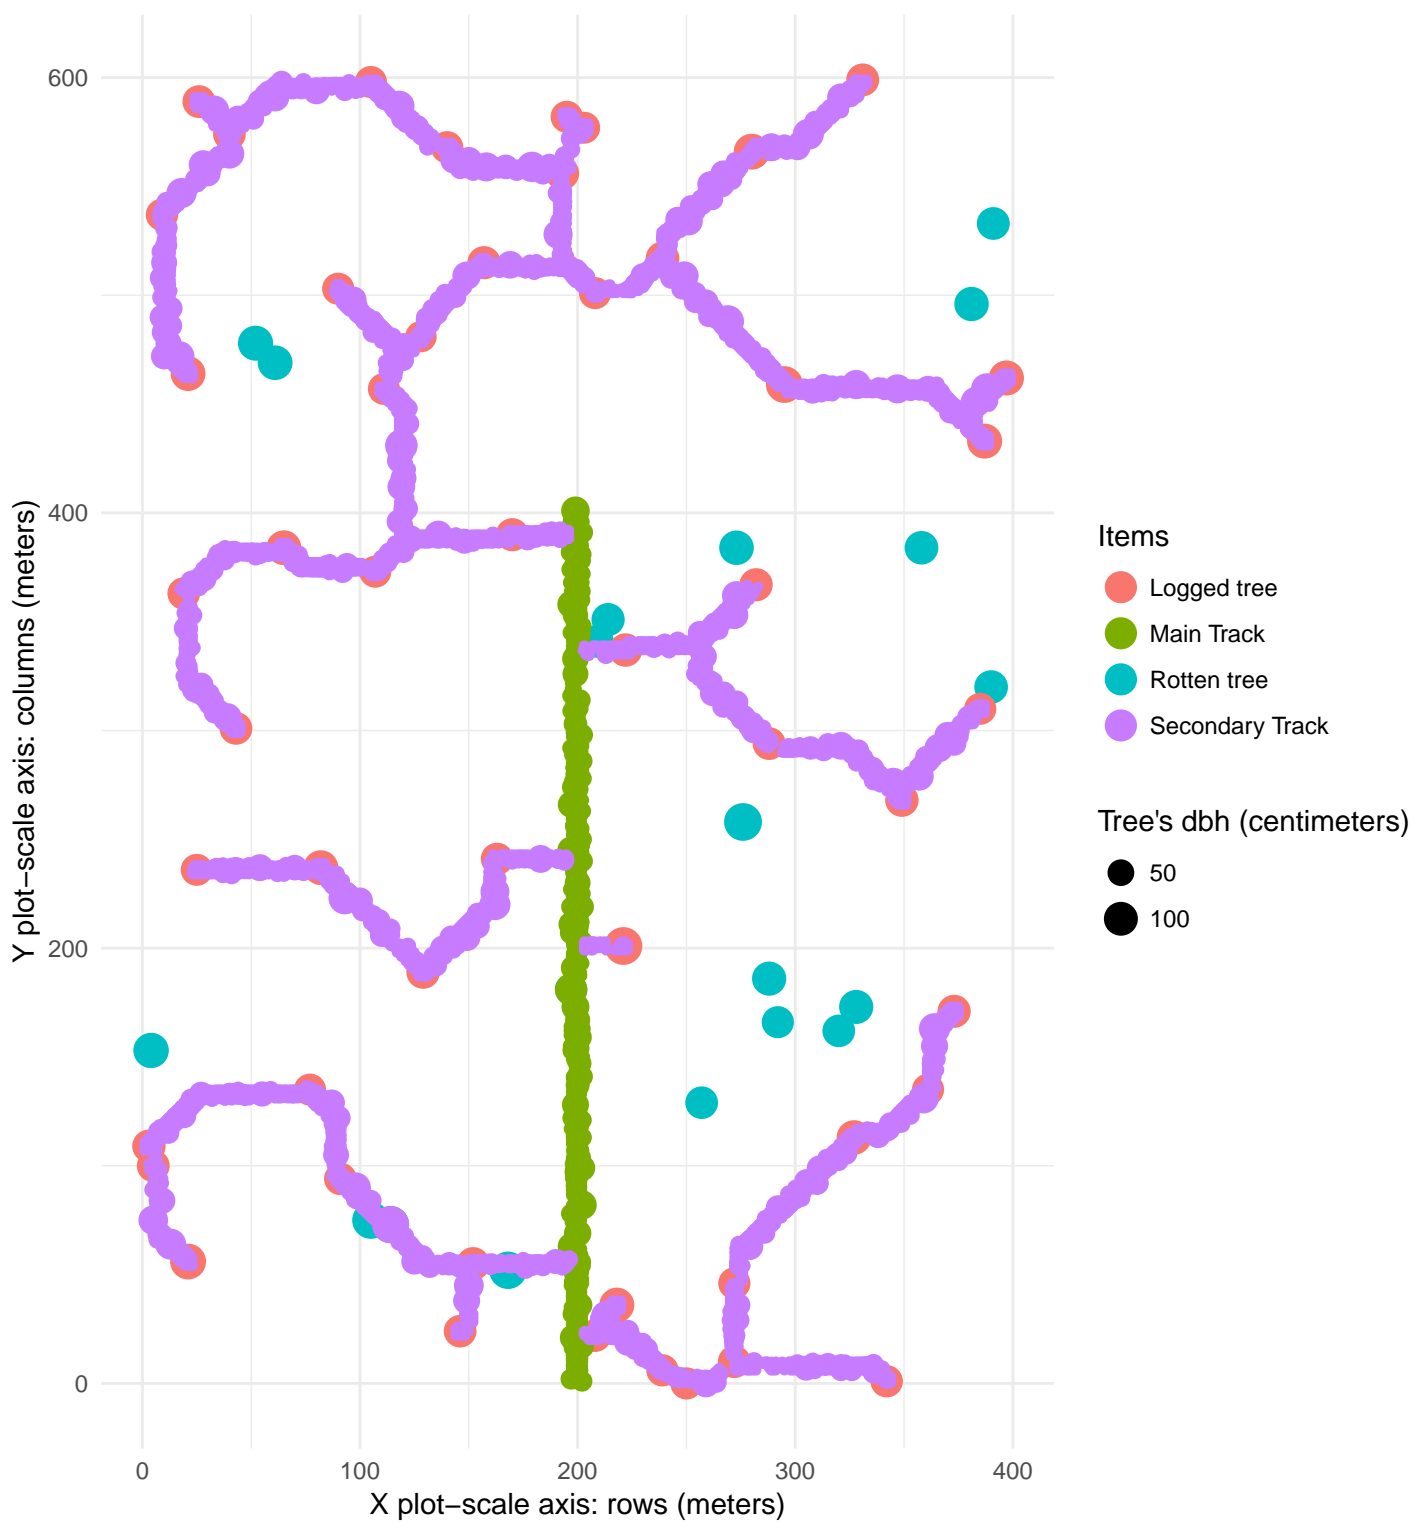 600
400
200
0
0
100
200
300
400
X plot−scale axis: rows (meters)
Y plot−scale axis: columns (meters)
Items
Logged tree
Main Track
Rotten tree
Secondary Track
Tree's dbh (centimeters)
50
100